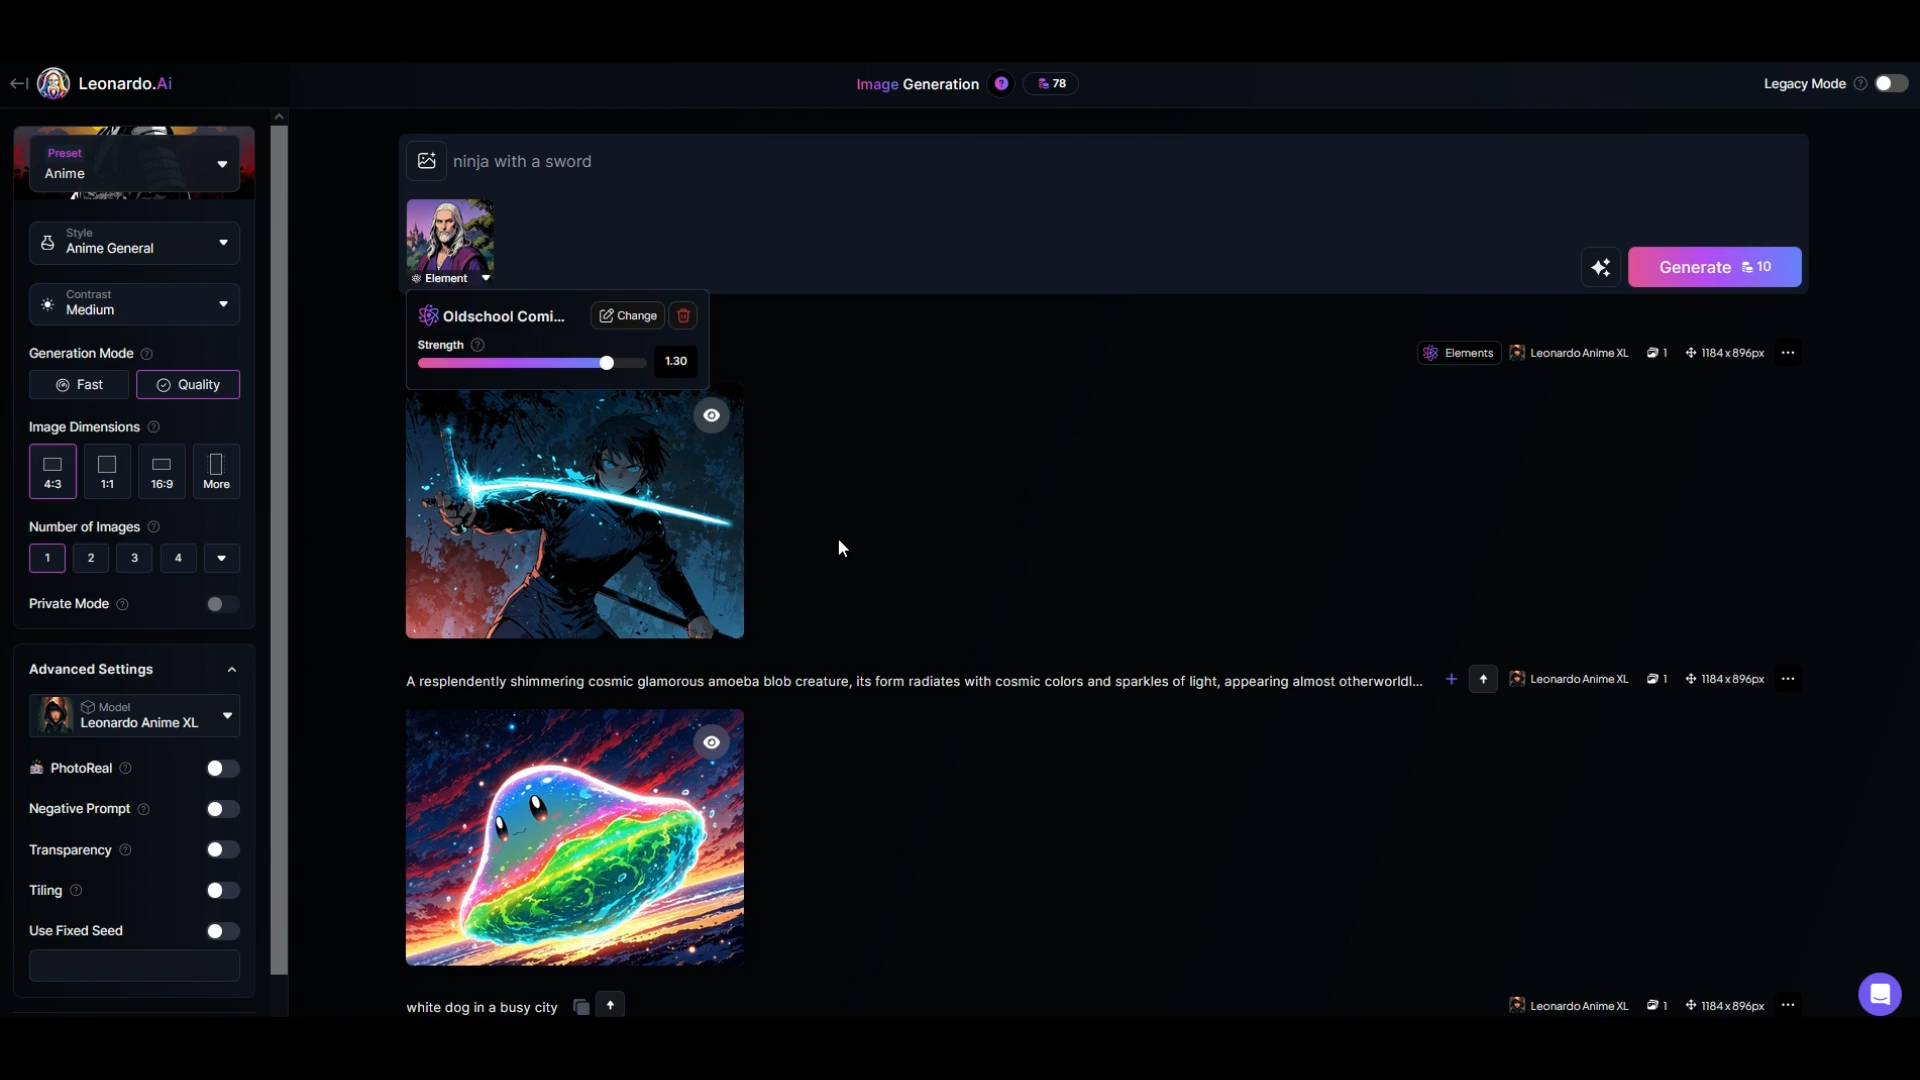 Leonardo.Ai
Image Generation
78
Legacy Mode
Preset
Anime
ninja with a sword
Style
Anime General
Element
Generate 10
Contrast
Medium
Oldschool Comi...
Change
Strength
1.30
Generation Mode
Fast
Quality
Elements
Leonardo Anime XL
1
1184 x 896px
Image Dimensions
4:3
1:1
16:9
More
Number of Images
1
2
3
4
Private Mode
Advanced Settings
Model
Leonardo Anime XL
A resplendently shimmering cosmic glamorous amoeba blob creature, its form radiates with cosmic colors and sparkles of light, appearing almost otherworldl...
Leonardo Anime XL
1
1184 x 896px
PhotoReal
Negative Prompt
Transparency
Tiling
Use Fixed Seed
white dog in a busy city
Leonardo Anime XL
1
1184 x 896px